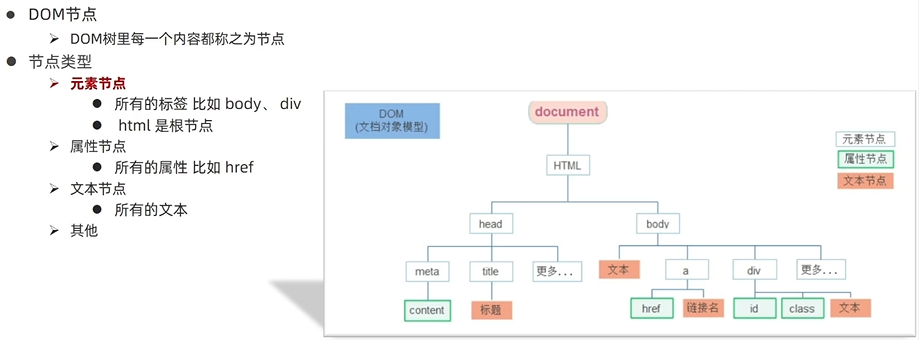 DOM节点
DOM树里每一个内容都称之为节点
节点类型
元素节点
所有的标签 比如 body、 div
html 是根节点
属性节点
所有的属性 比如 href
文本节点
所有的文本
其他
DOM
(文档对象模型)
document
元素节点
属性节点
文本节点
HTML
head
body
meta
title
更多...
文本
a
div
更多...
content
标题
href
链接名
id
class
文本